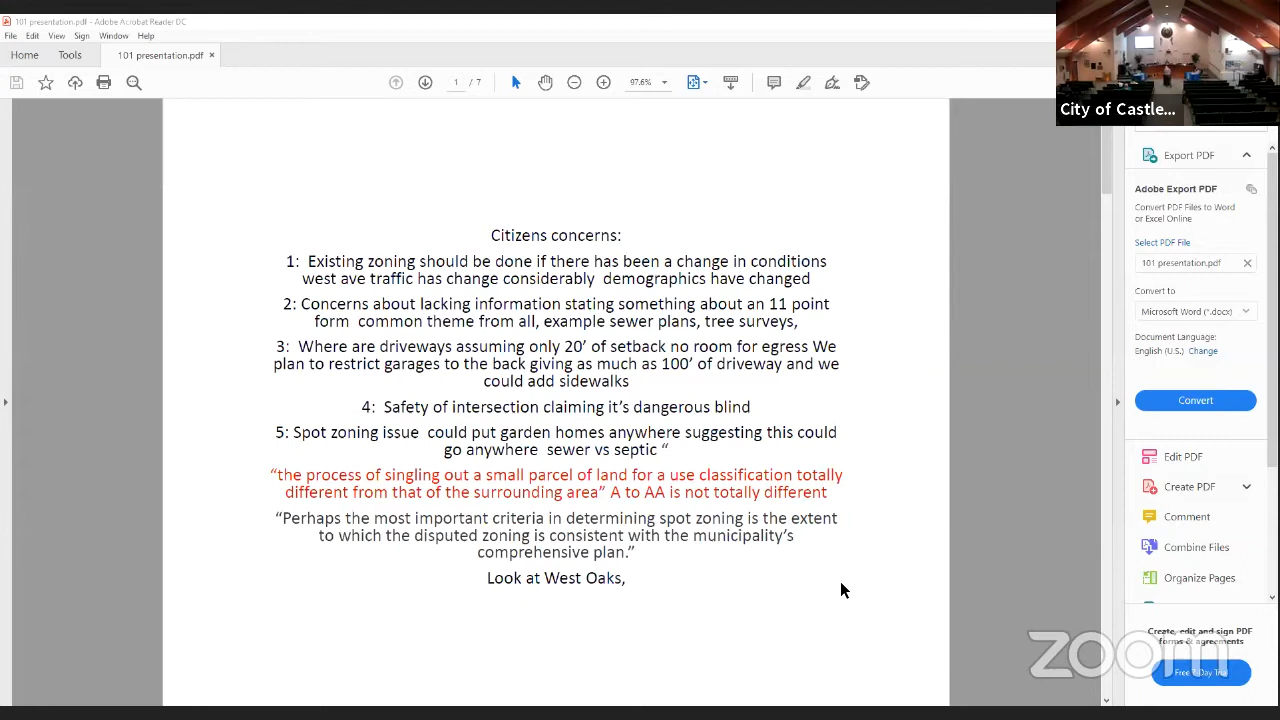 101 presentation.pdf - Adobe Acrobat Reader DC
File Edit View Sign Window Help
Home Tools 101 presentation.pdf ×
1 / 7 97.6%
City of Castle...
Citizens concerns:
1: Existing zoning should be done if there has been a change in conditions
west ave traffic has change considerably demographics have changed
2: Concerns about lacking information stating something about an 11 point
form common theme from all, example sewer plans, tree surveys,
3: Where are driveways assuming only 20’ of setback no room for egress We
plan to restrict garages to the back giving as much as 100’ of driveway and we
could add sidewalks
4: Safety of intersection claiming it’s dangerous blind
5: Spot zoning issue could put garden homes anywhere suggesting this could
go anywhere sewer vs septic “
“the process of singling out a small parcel of land for a use classification totally
different from that of the surrounding area” A to AA is not totally different
“Perhaps the most important criteria in determining spot zoning is the extent
to which the disputed zoning is consistent with the municipality’s
comprehensive plan.”
Look at West Oaks,
Export PDF
Adobe Export PDF
Convert PDF Files to Word
or Excel Online
Select PDF File
101 presentation.pdf
Convert to
Microsoft Word (*.docx)
Document Language:
English (U.S.) Change
Convert
Edit PDF
Create PDF
Comment
Combine Files
Organize Pages
Create, edit and sign PDF
forms & agreements
Free 7-Day Trial
zoom